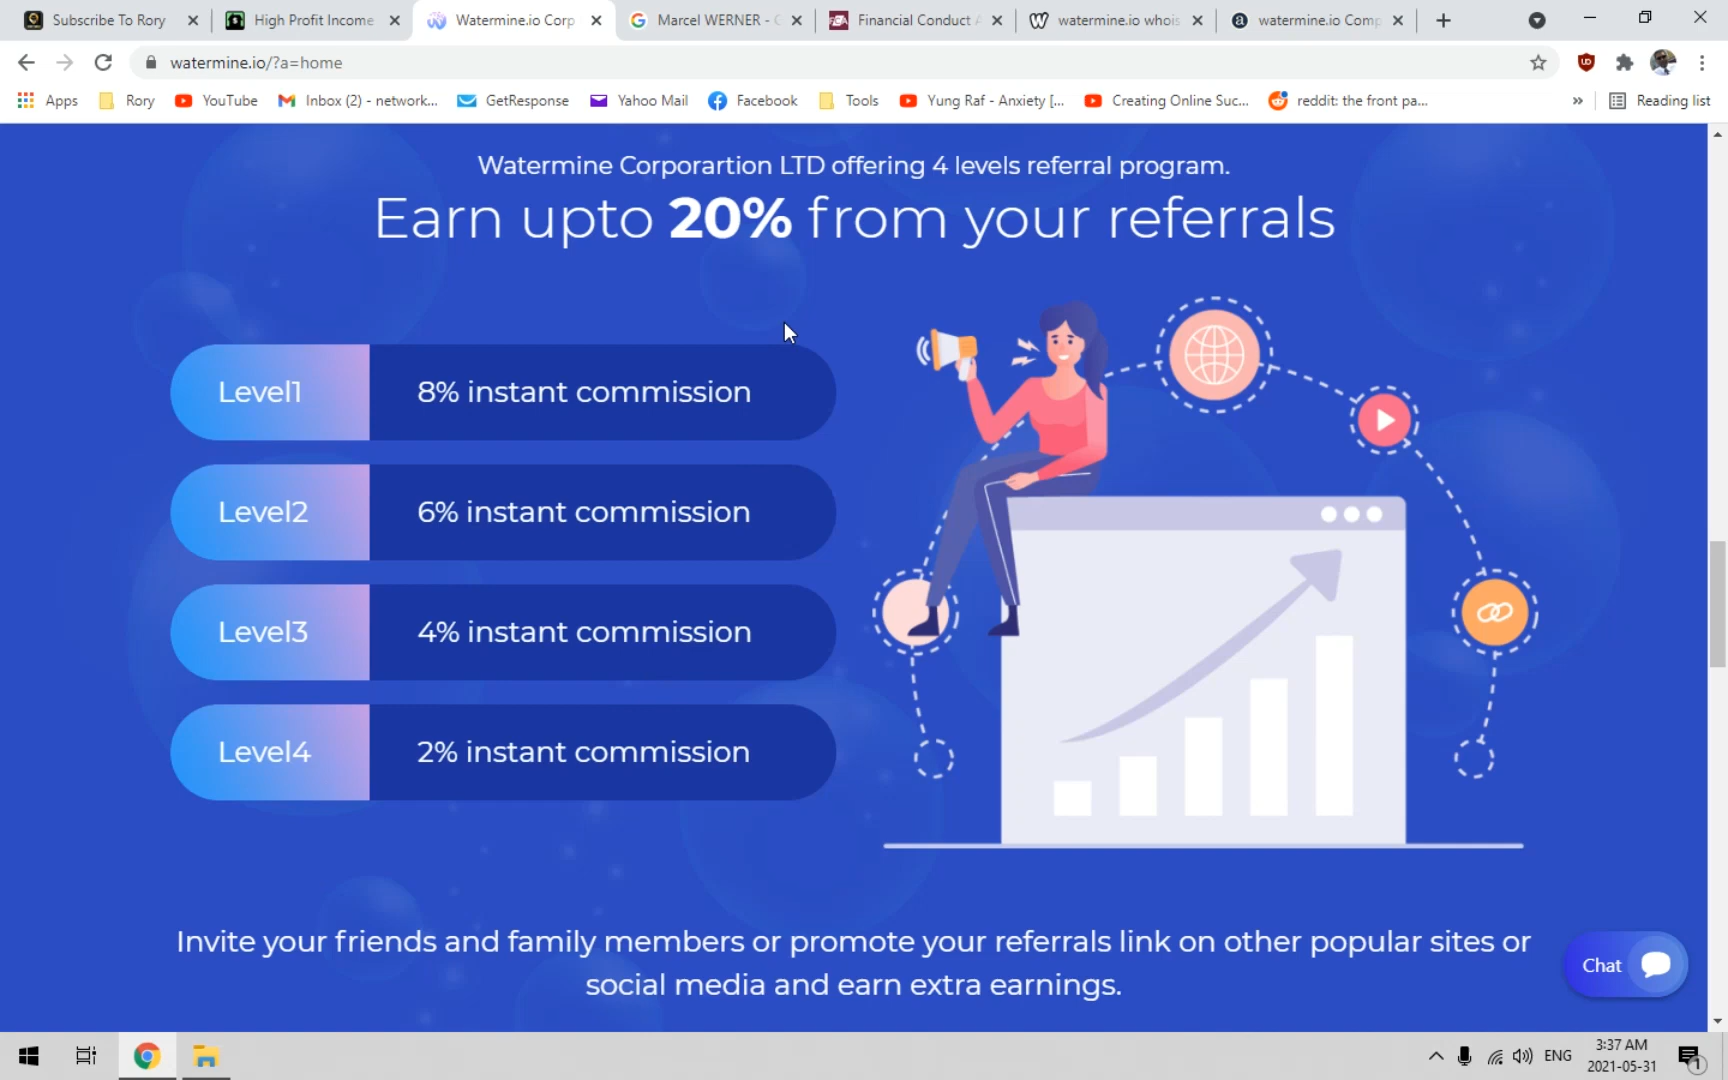 Subscribe To Rory
High Profit Income
Watermine.io Corp
Marcel WERNER -
Financial Conduct
watermine.io whois
watermine.io Comp
watermine.io/?a=home
Apps
Rory
YouTube
Inbox (2) - network...
GetResponse
Yahoo Mail
Facebook
Tools
Yung Raf - Anxiety [...
Creating Online Suc...
reddit: the front pa...
»
Reading list
Watermine Corporartion LTD offering 4 levels referral program.
Earn upto 20% from your referrals
Level1
8% instant commission
Level2
6% instant commission
Level3
4% instant commission
Level4
2% instant commission
Invite your friends and family members or promote your referrals link on other popular sites or
social media and earn extra earnings.
Chat
ENG
3:37 AM
2021-05-31
1